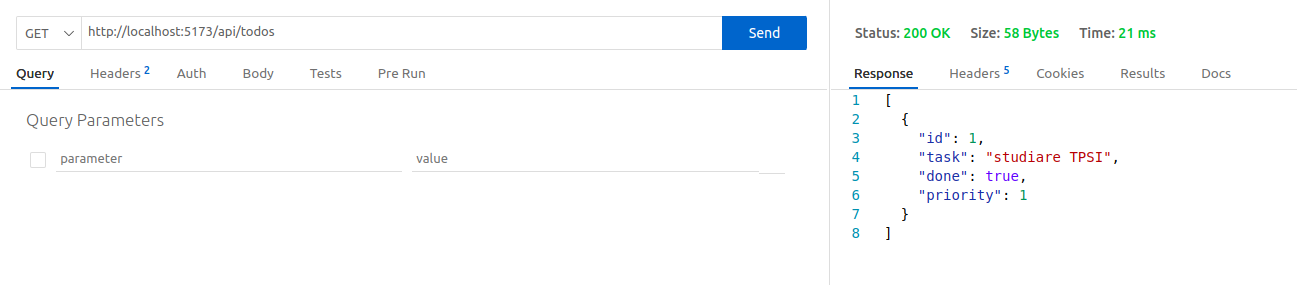 GET http://localhost:5173/api/todos Send
Query Headers 2 Auth Body Tests Pre Run
Query Parameters
parameter value
Status: 200 OK Size: 58 Bytes Time: 21 ms
Response Headers 5 Cookies Results Docs
1 [
2 {
3 "id": 1,
4 "task": "studiare TPSI",
5 "done": true,
6 "priority": 1
7 }
8 ]